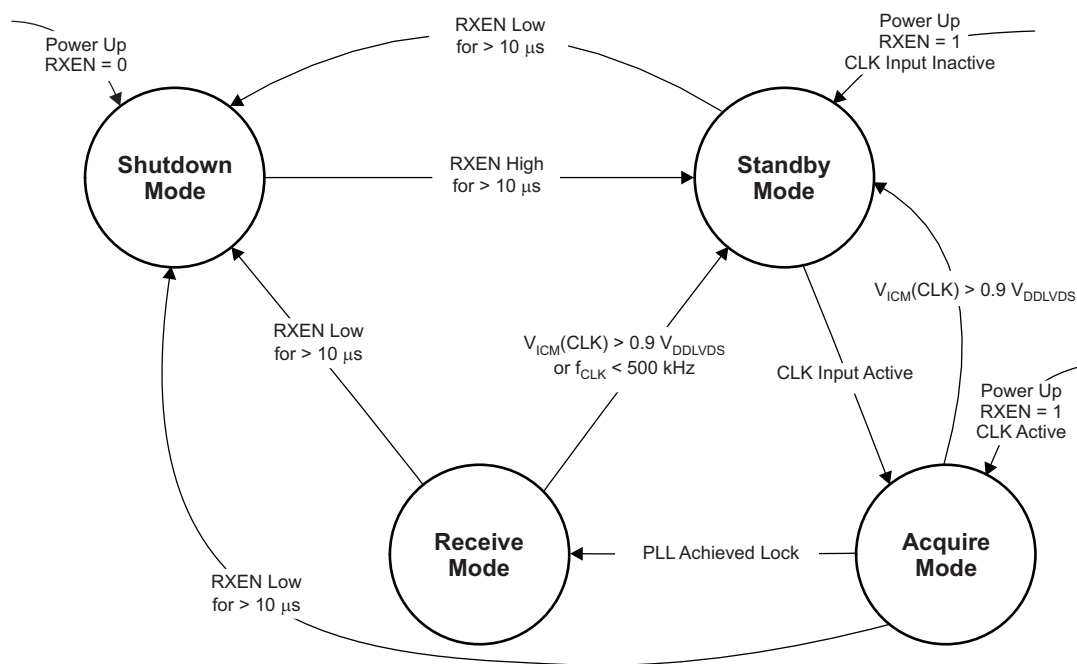 Power Up
RXEN = 0
RXEN Low
for > 10 μs
Power Up
RXEN = 1
CLK Input Inactive
Shutdown
Mode
RXEN High
for > 10 μs
Standby
Mode
RXEN Low
for > 10 μs
V_ICM(CLK) > 0.9 V_DDLVDS
or f_CLK < 500 kHz
V_ICM(CLK) > 0.9 V_DDLVDS
CLK Input Active
Power Up
RXEN = 1
CLK Active
Receive
Mode
PLL Achieved Lock
Acquire
Mode
RXEN Low
for > 10 μs